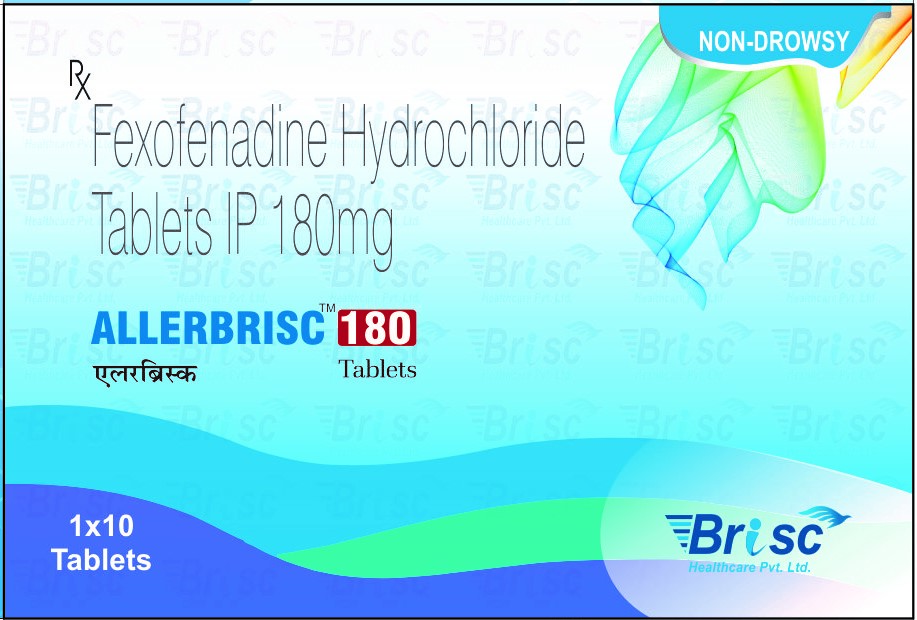 NON-DROWSY
Rx
Fexofenadine Hydrochloride
Tablets IP 180mg
ALLERBRISC™ 180
एलरब्रिस्क
Tablets
1x10
Tablets
Brisc
Healthcare Pvt. Ltd.